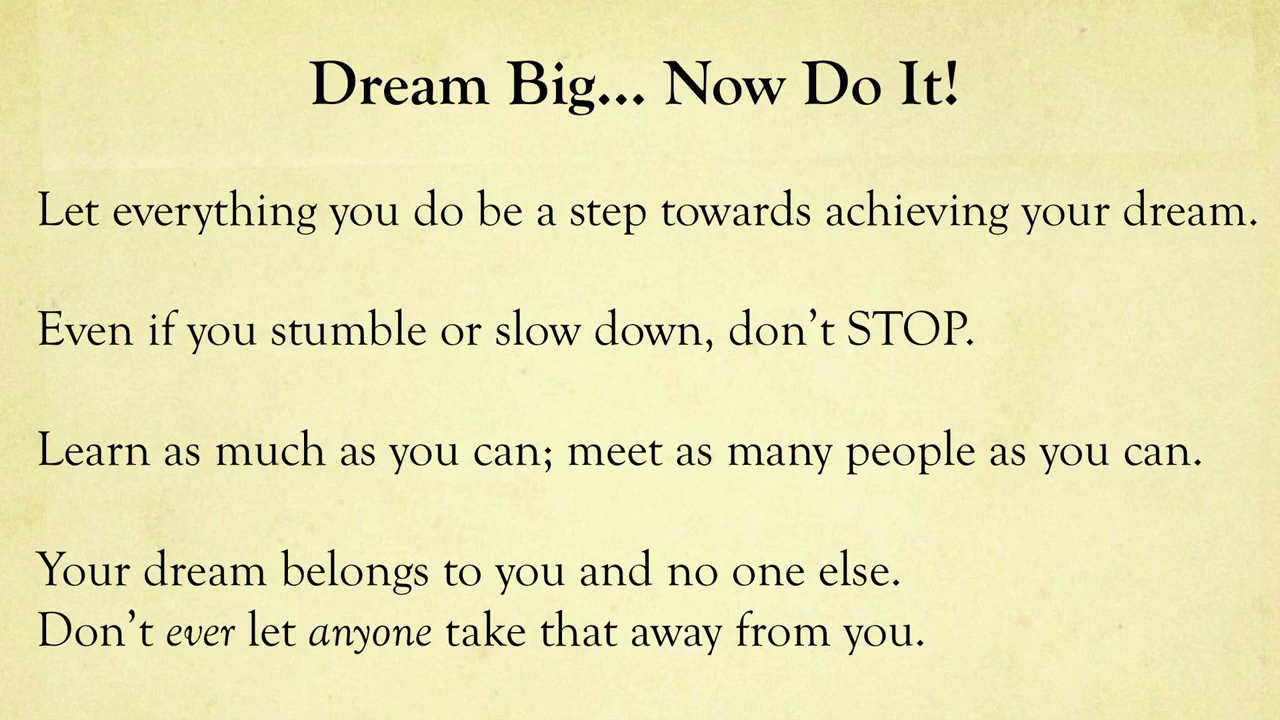 Dream Big... Now Do It!
Let everything you do be a step towards achieving your dream.
Even if you stumble or slow down, don’t STOP.
Learn as much as you can; meet as many people as you can.
Your dream belongs to you and no one else.
Don’t ever let anyone take that away from you.